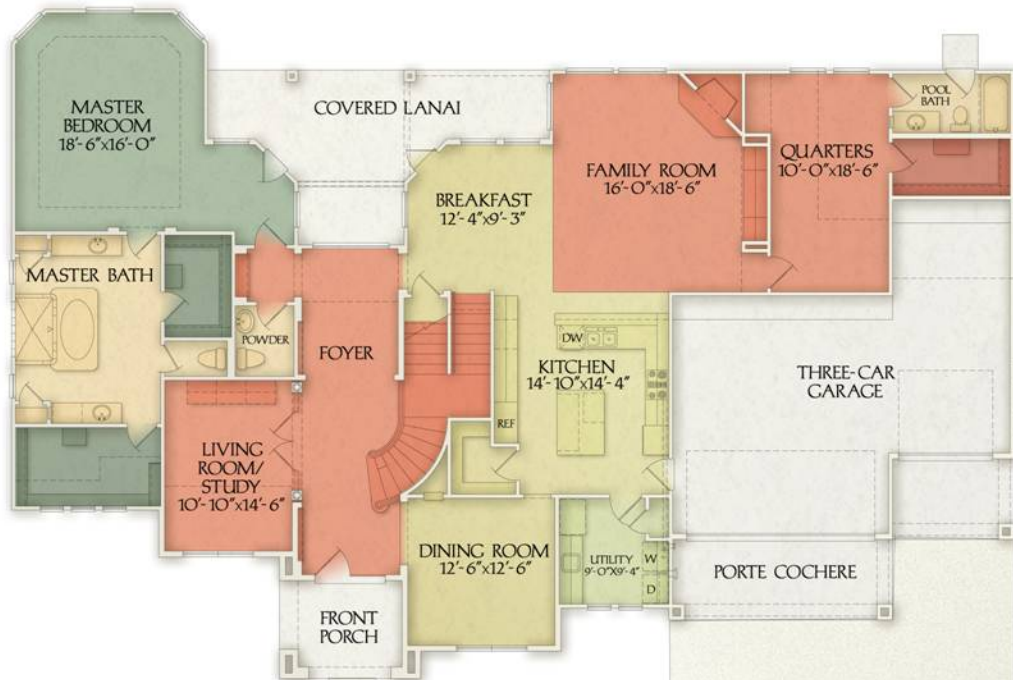 MASTER
BEDROOM
18'-6"x16'-0"
COVERED LANAI
POOL
BATH
FAMILY ROOM
16'-0"x18'-6"
QUARTERS
10'-0"x18'-6"
BREAKFAST
12'-4"x9'-3"
MASTER BATH
POWDER
FOYER
DW
KITCHEN
14'-10"x14'-4"
THREE-CAR
GARAGE
REF
LIVING
ROOM/
STUDY
10'-10"x14'-6"
DINING ROOM
12'-6"x12'-6"
UTILITY
9'-0"X9'-4"
W
D
PORTE COCHERE
FRONT
PORCH